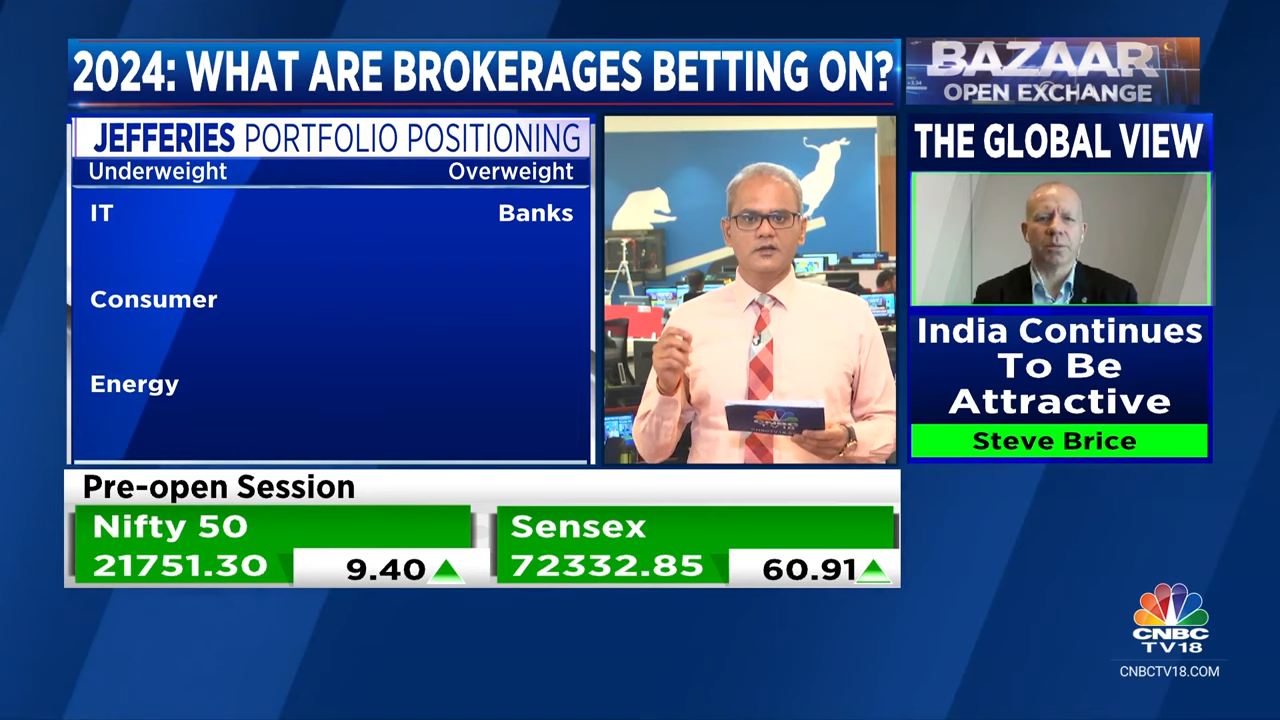 2024: WHAT ARE BROKERAGES BETTING ON?
BAZAAR
OPEN EXCHANGE
JEFFERIES PORTFOLIO POSITIONING
Underweight Overweight
IT Banks
Consumer
Energy
CNBC
TV18
THE GLOBAL VIEW
India Continues
To Be
Attractive
Steve Brice
Pre-open Session
Nifty 50
21751.30 9.40
Sensex
72332.85 60.91
CNBC
TV18
CNBCTV18.COM